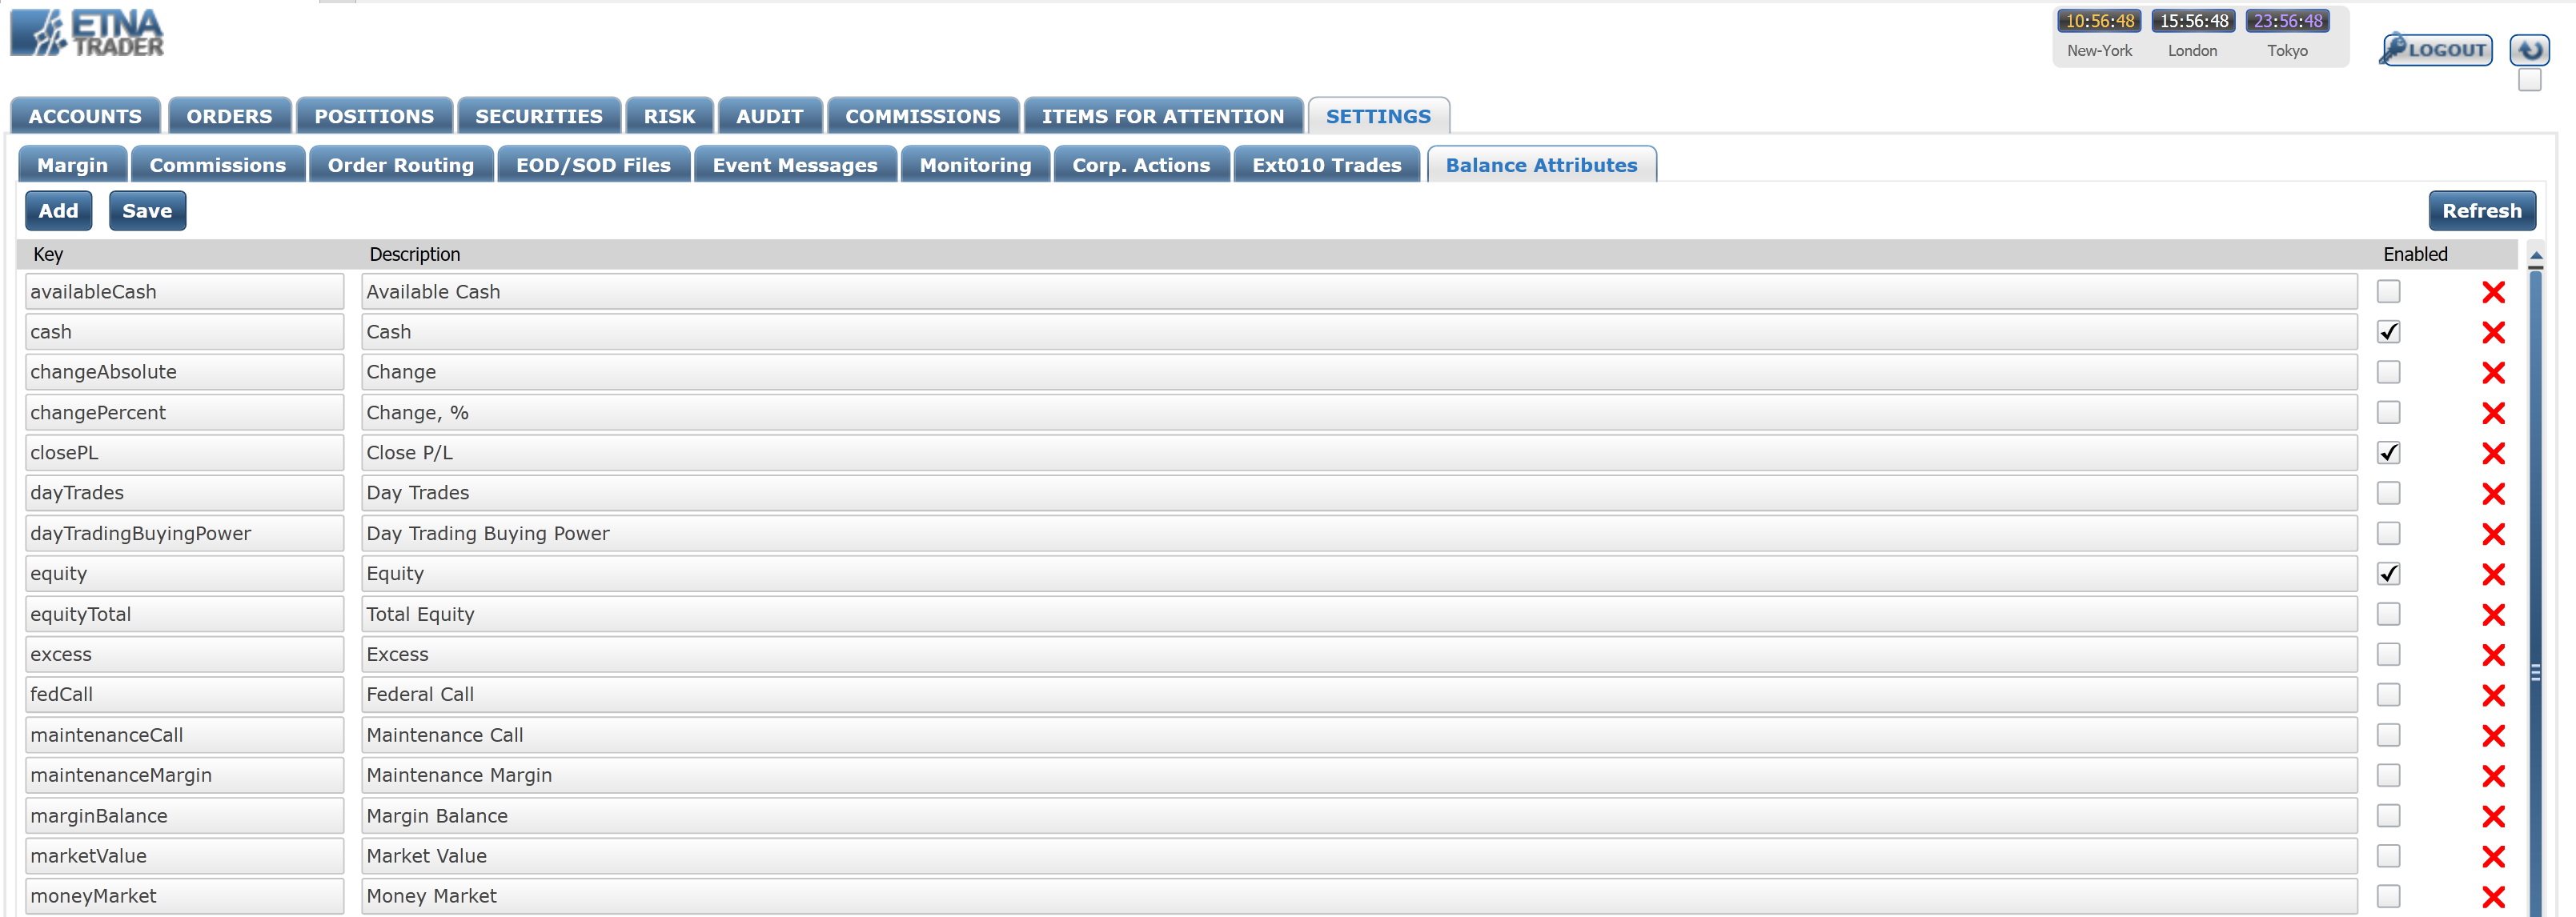 ETNA
TRADER
10:56:48 15:56:48 23:56:48
New-York London Tokyo
LOGOUT
ACCOUNTS ORDERS POSITIONS SECURITIES RISK AUDIT COMMISSIONS ITEMS FOR ATTENTION SETTINGS
Margin Commissions Order Routing EOD/SOD Files Event Messages Monitoring Corp. Actions Ext010 Trades Balance Attributes
Add Save Refresh
Key Description Enabled
availableCash Available Cash
cash Cash
changeAbsolute Change
changePercent Change, %
closePL Close P/L
dayTrades Day Trades
dayTradingBuyingPower Day Trading Buying Power
equity Equity
equityTotal Total Equity
excess Excess
fedCall Federal Call
maintenanceCall Maintenance Call
maintenanceMargin Maintenance Margin
marginBalance Margin Balance
marketValue Market Value
moneyMarket Money Market